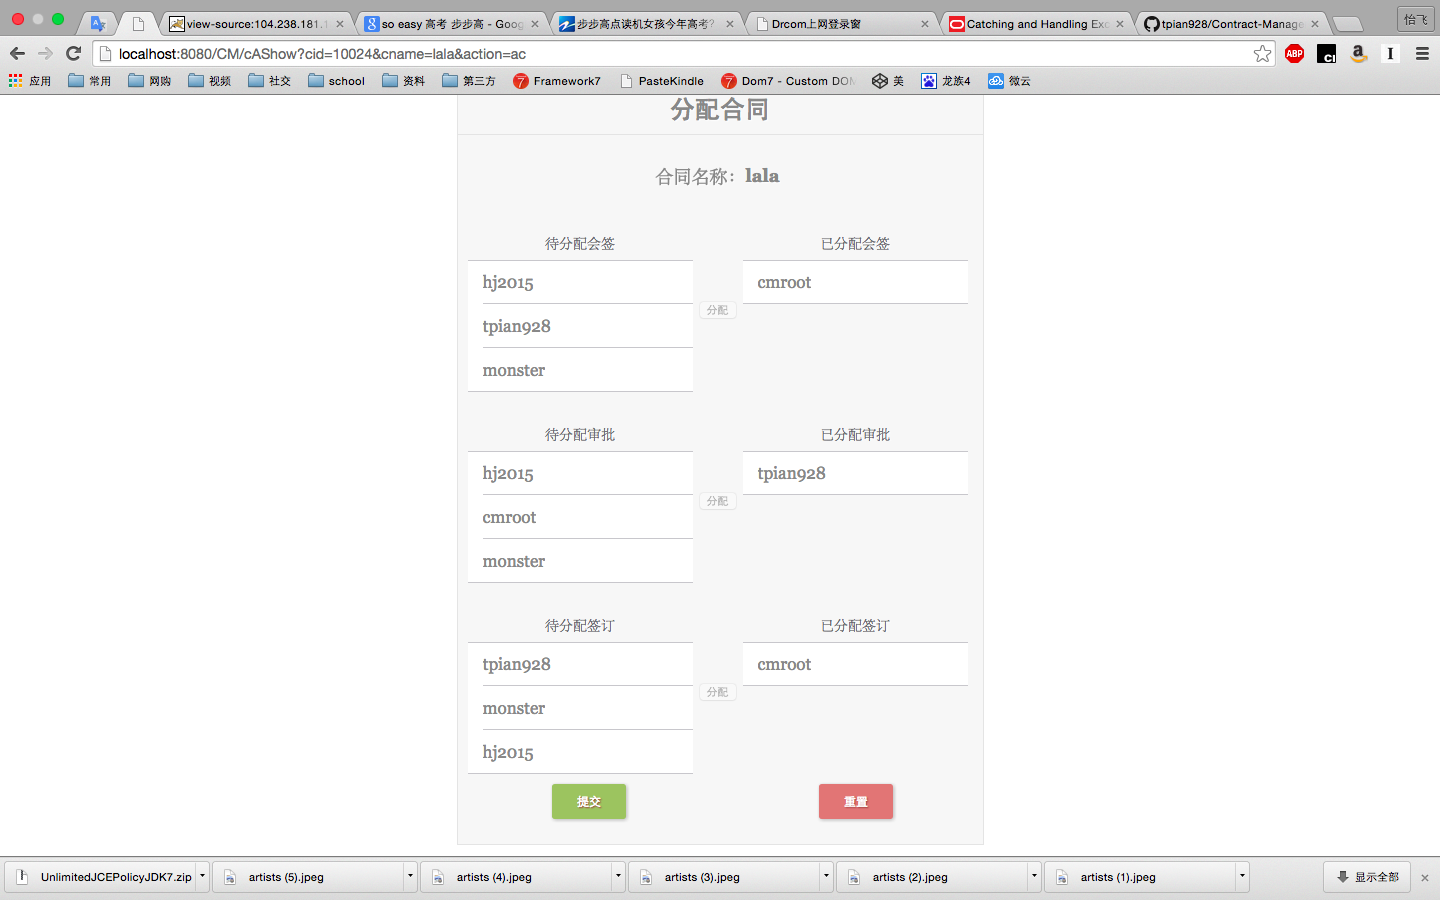 view-source:104.238.181.1
so easy 高考 步步高 - Goog
步步高点读机女孩今年高考?
Drcom上网登录窗
Catching and Handling Exc
tpian928/Contract-Manage
怡飞
localhost:8080/CM/cAShow?cid=10024&cname=lala&action=ac
ABP
a
I
应用
常用
网购
视频
社交
school
资料
第三方
7 Framework7
PasteKindle
7 Dom7 - Custom DOM
美
龙族4
微云
分配合同
合同名称：lala
待分配会签
已分配会签
hj2015
cmroot
分配
tpian928
monster
待分配审批
已分配审批
hj2015
tpian928
分配
cmroot
monster
待分配签订
已分配签订
tpian928
cmroot
分配
monster
hj2015
提交
重置
UnlimitedJCEPolicyJDK7.zip
artists (5).jpeg
artists (4).jpeg
artists (3).jpeg
artists (2).jpeg
artists (1).jpeg
显示全部